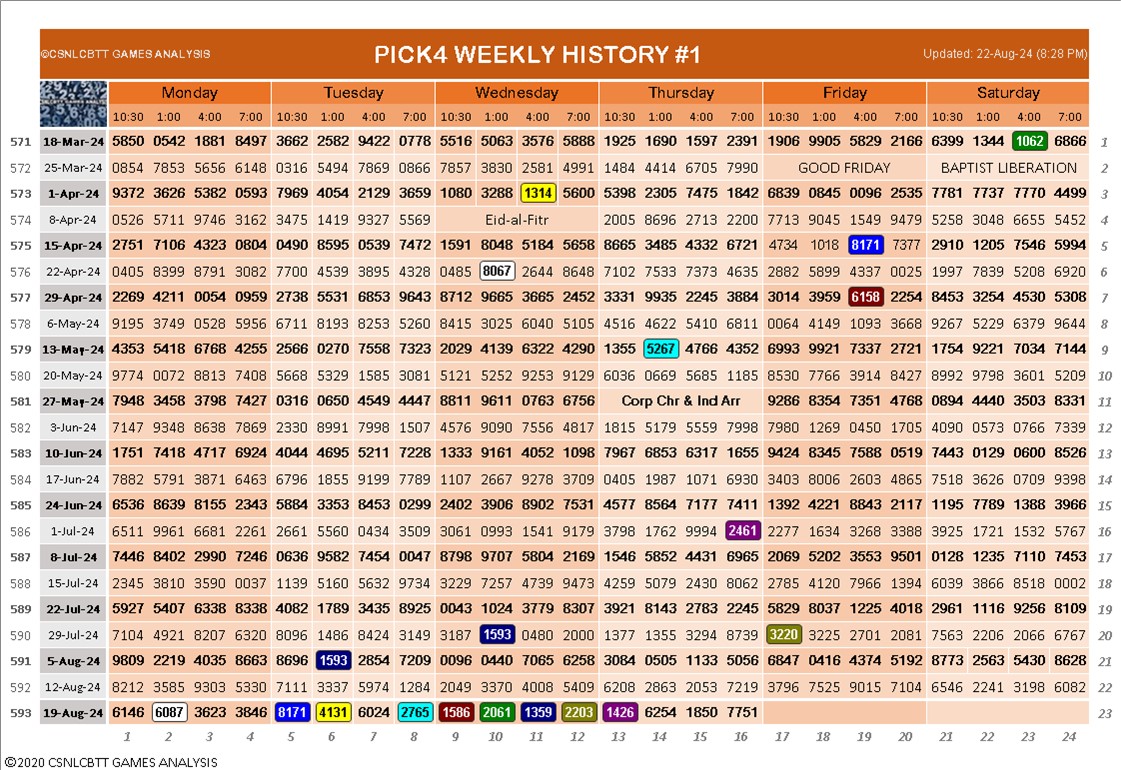 ©CSNLCBTT GAMES ANALYSIS PICK4 WEEKLY HISTORY #1 Updated: 22-Aug-24 (8:28 PM)
Monday Tuesday Wednesday Thursday Friday Saturday
10:30 1:00 4:00 7:00 10:30 1:00 4:00 7:00 10:30 1:00 4:00 7:00 10:30 1:00 4:00 7:00 10:30 1:00 4:00 7:00 10:30 1:00 4:00 7:00
571 18-Mar-24 5850 0542 1881 8497 3662 2582 9422 0778 5516 5063 3576 5888 1925 1690 1597 2391 1906 9905 5829 2166 6399 1344 1062 6866 1
572 25-Mar-24 0854 7853 5656 6148 0316 5494 7869 0866 7857 3830 2581 4991 1484 4414 6705 7990 GOOD FRIDAY BAPTIST LIBERATION 2
573 1-Apr-24 9372 3626 5382 0593 7969 4054 2129 3659 1080 3288 1314 5600 5398 2305 7475 1842 6839 0845 0096 2535 7781 7737 7770 4499 3
574 8-Apr-24 0526 5711 9746 3162 3475 1419 9327 5569 Eid-al-Fitr 2005 8696 2713 2200 7713 9045 1549 9479 5258 3048 6655 5452 4
575 15-Apr-24 2751 7106 4323 0804 0490 8595 0539 7472 1591 8048 5184 5658 8665 3485 4332 6721 4734 1018 8171 7377 2910 1205 7546 5994 5
576 22-Apr-24 0405 8399 8791 3082 7700 4539 3895 4328 0485 8067 2644 8648 7102 7533 7373 4635 2882 5899 4337 0025 1997 7839 5208 6920 6
577 29-Apr-24 2269 4211 0054 0959 2738 5531 6853 9643 8712 9665 3665 2452 3331 9935 2245 3884 3014 3959 6158 2254 8453 3254 4530 5308 7
578 6-May-24 9195 3749 0528 5956 6711 8193 8253 5260 8415 3025 6040 5105 4516 4622 5410 6811 0064 4149 1093 3668 9267 5229 6379 9644 8
579 13-May-24 4353 5418 6768 4255 2566 0270 7558 7323 2029 4139 6322 4290 1355 5267 4766 4352 6993 9921 7337 2721 1754 9221 7034 7144 9
580 20-May-24 9774 0072 8813 7408 5668 5329 1585 3081 5121 5252 9253 9129 6036 0669 5685 1185 8530 7766 3914 8427 8992 9798 3601 5209 10
581 27-May-24 7948 3458 3798 7427 0316 0650 4549 4447 8811 9611 0763 6756 Corp Chr & Ind Arr 9286 8354 7351 4768 0894 4440 3503 8331 11
582 3-Jun-24 7147 9348 8638 7869 2330 8991 7998 1507 4576 9090 7556 4817 1815 5179 5559 7998 7980 1269 0450 1705 4090 0573 0766 7339 12
583 10-Jun-24 1751 7418 4717 6924 4044 4695 5211 7228 1333 9161 4052 1098 7967 6853 6317 1655 9424 8345 7588 0519 7443 0129 0600 8526 13
584 17-Jun-24 7882 5791 3871 6463 6796 1855 9199 7789 1107 2667 9278 3709 0405 1987 1071 6930 3403 8006 2603 4865 7518 3626 0709 9398 14
585 24-Jun-24 6536 8639 8155 2343 5884 3353 8453 0299 2402 3906 8902 7531 4577 8564 7177 7411 1392 4221 8843 2117 1195 7789 1388 3966 15
586 1-Jul-24 6511 9961 6681 2261 2661 5560 0434 3509 3061 0993 1541 9179 3798 1762 9994 2461 2277 1634 3268 3388 3925 1721 1532 5767 16
587 8-Jul-24 7446 8402 2990 7246 0636 9582 7454 0047 8798 9707 5804 2169 1546 5852 4431 6965 2069 5202 3553 9501 0128 1235 7110 7453 17
588 15-Jul-24 2345 3810 3590 0037 1139 5160 5632 9734 3229 7257 4739 9473 4259 5079 2430 8062 2785 4120 7966 1394 6039 3866 8518 0002 18
589 22-Jul-24 5927 5407 6338 8338 4082 1789 3435 8925 0043 1024 3779 8307 3921 8143 2783 2245 5829 8037 1225 4018 2961 1116 9256 8109 19
590 29-Jul-24 7104 4921 8207 6320 8096 1486 8424 3149 3187 1593 0480 2000 1377 1355 3294 8739 3220 3225 2701 2081 7563 2206 2066 6767 20
591 5-Aug-24 9809 2219 4035 8663 8696 1593 2854 7209 0096 0440 7065 6258 3084 0505 1133 5056 6847 0416 4374 5192 8773 2563 5430 8628 21
592 12-Aug-24 8212 3585 9303 5330 7111 3337 5974 1284 2049 3370 4008 5409 6208 2863 2053 7219 3796 7525 9015 7104 6546 2241 3198 6082 22
593 19-Aug-24 6146 6087 3623 3846 8171 4131 6024 2765 1586 2061 1359 2203 1426 6254 1850 7751 23
1 2 3 4 5 6 7 8 9 10 11 12 13 14 15 16 17 18 19 20 21 22 23 24
©2020 CSNLCBTT GAMES ANALYSIS